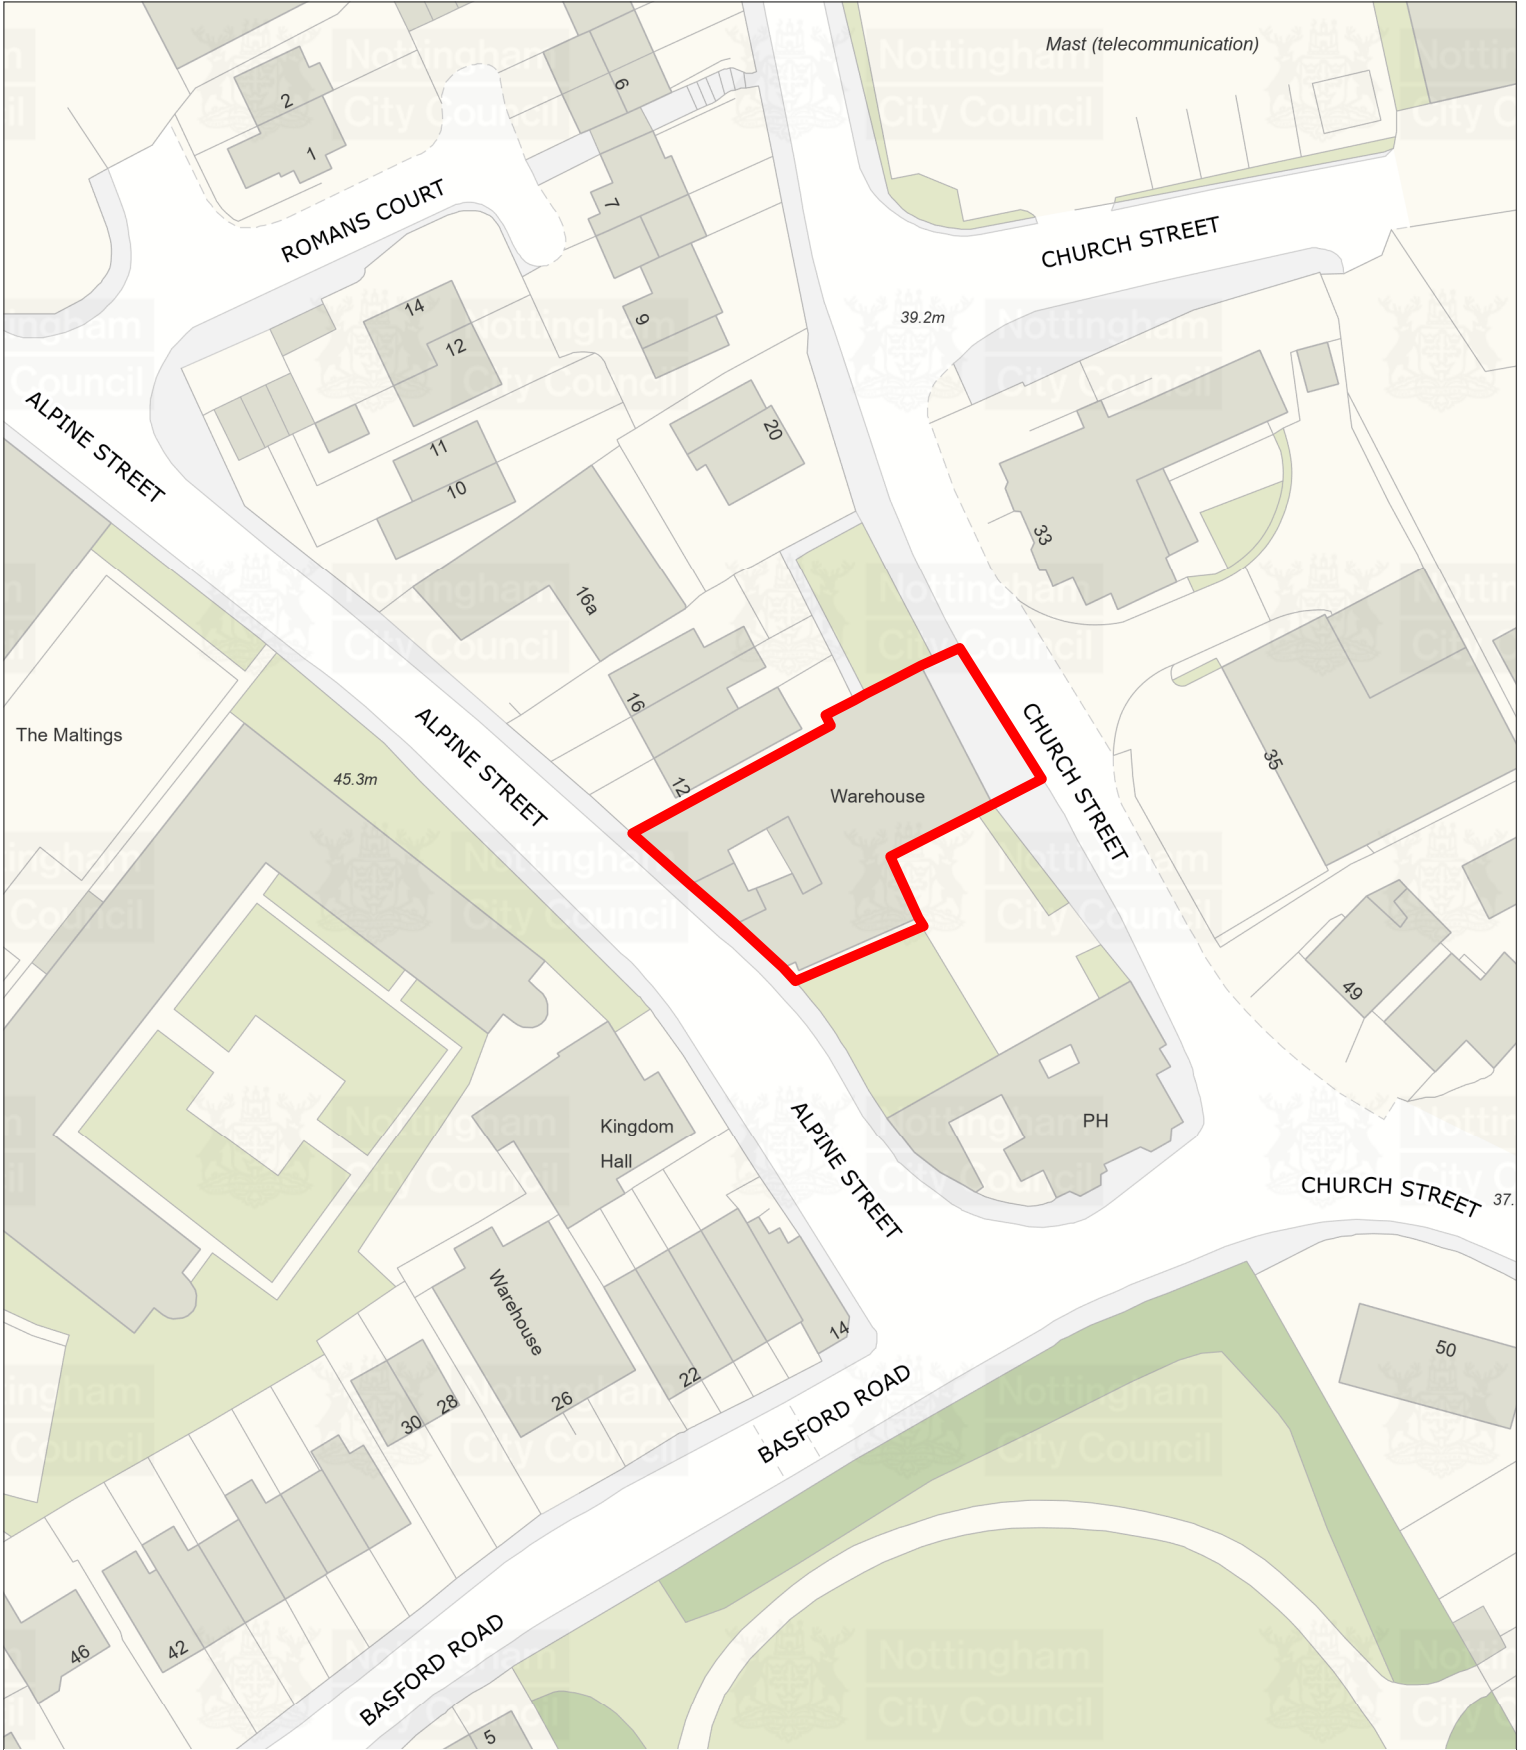 Mast (telecommunication)
6
2
1
7
ROMANS COURT
CHURCH STREET
14
9
39.2m
12
ALPINE STREET
20
11
10
33
16a
16
CHURCH STREET
ALPINE STREET
The Maltings
35
45.3m
12
Warehouse
49
ALPINE STREET
PH
Kingdom
Hall
CHURCH STREET
37.
Warehouse
14
50
22
BASFORD ROAD
26
28
30
42
46
BASFORD ROAD
5
Nottingham
City Council